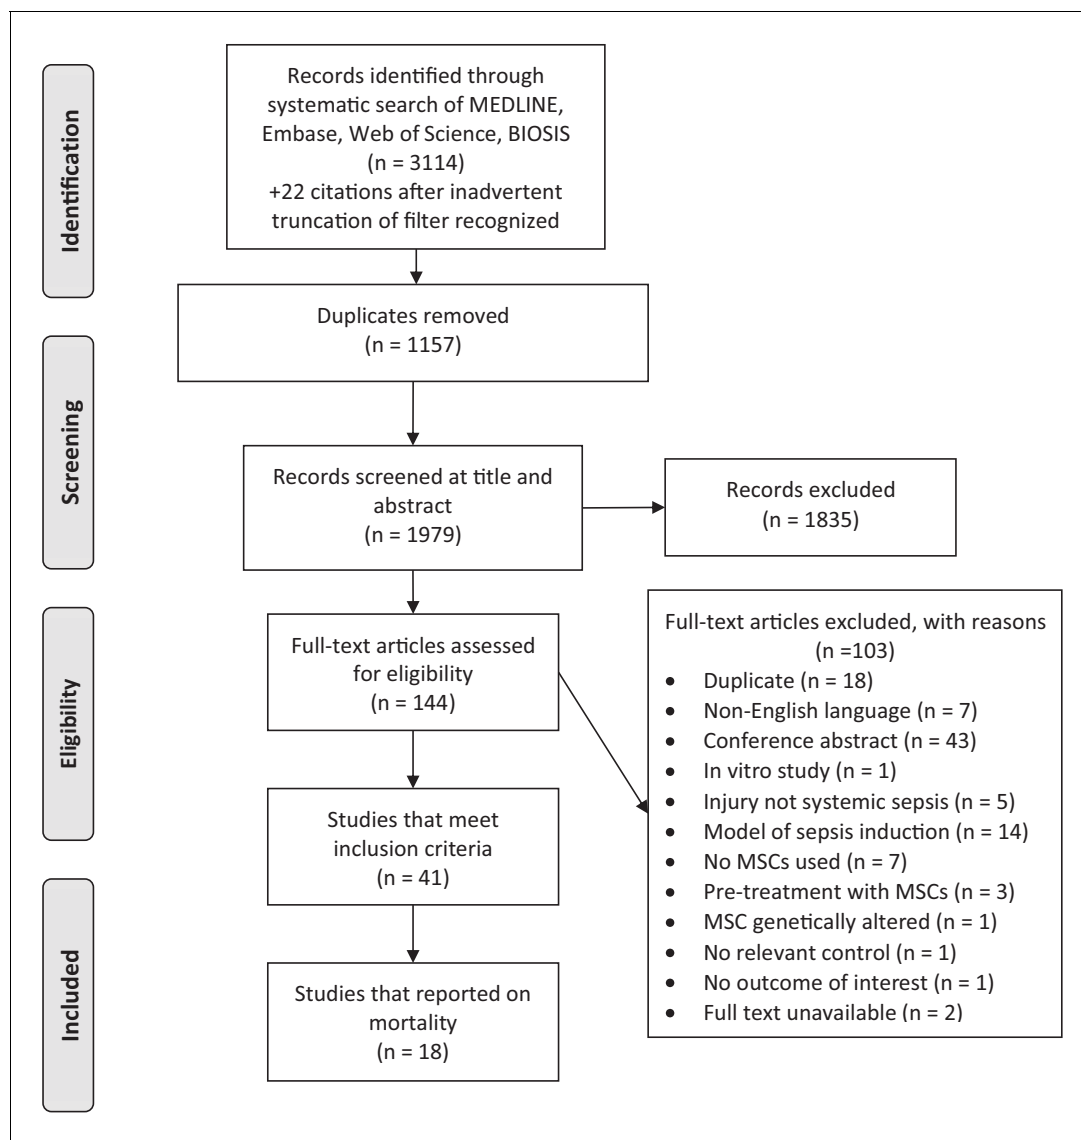 Identification
Records identified through
systematic search of MEDLINE,
Embase, Web of Science, BIOSIS
(n = 3114)
+22 citations after inadvertent
truncation of filter recognized
Duplicates removed
(n = 1157)
Screening
Records screened at title and
abstract
(n = 1979)
Records excluded
(n = 1835)
Eligibility
Full-text articles assessed
for eligibility
(n = 144)
Full-text articles excluded, with reasons
(n =103)
• Duplicate (n = 18)
• Non-English language (n = 7)
• Conference abstract (n = 43)
• In vitro study (n = 1)
• Injury not systemic sepsis (n = 5)
• Model of sepsis induction (n = 14)
• No MSCs used (n = 7)
• Pre-treatment with MSCs (n = 3)
• MSC genetically altered (n = 1)
• No relevant control (n = 1)
• No outcome of interest (n = 1)
• Full text unavailable (n = 2)
Studies that meet
inclusion criteria
(n = 41)
Included
Studies that reported on
mortality
(n = 18)